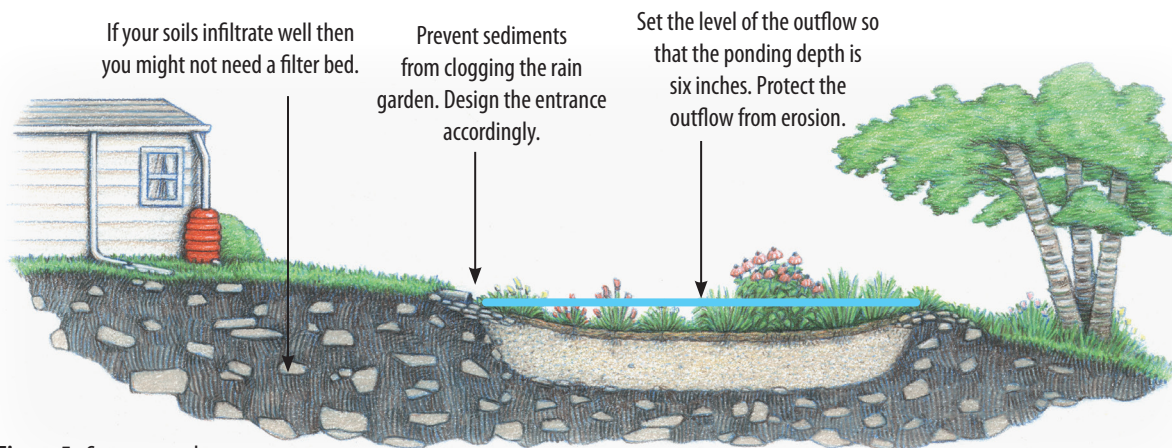 If your soils infiltrate well then
you might not need a filter bed.
Prevent sediments
from clogging the rain
garden. Design the entrance
accordingly.
Set the level of the outflow so
that the ponding depth is
six inches. Protect the
outflow from erosion.